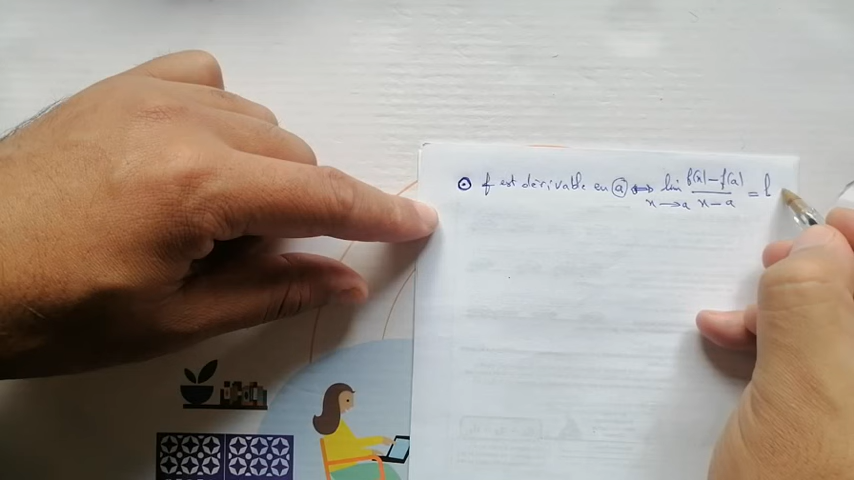 ⊙ f est dérivable en a ⟺ lim x→a (f(x)-f(a))/(x-a) = l